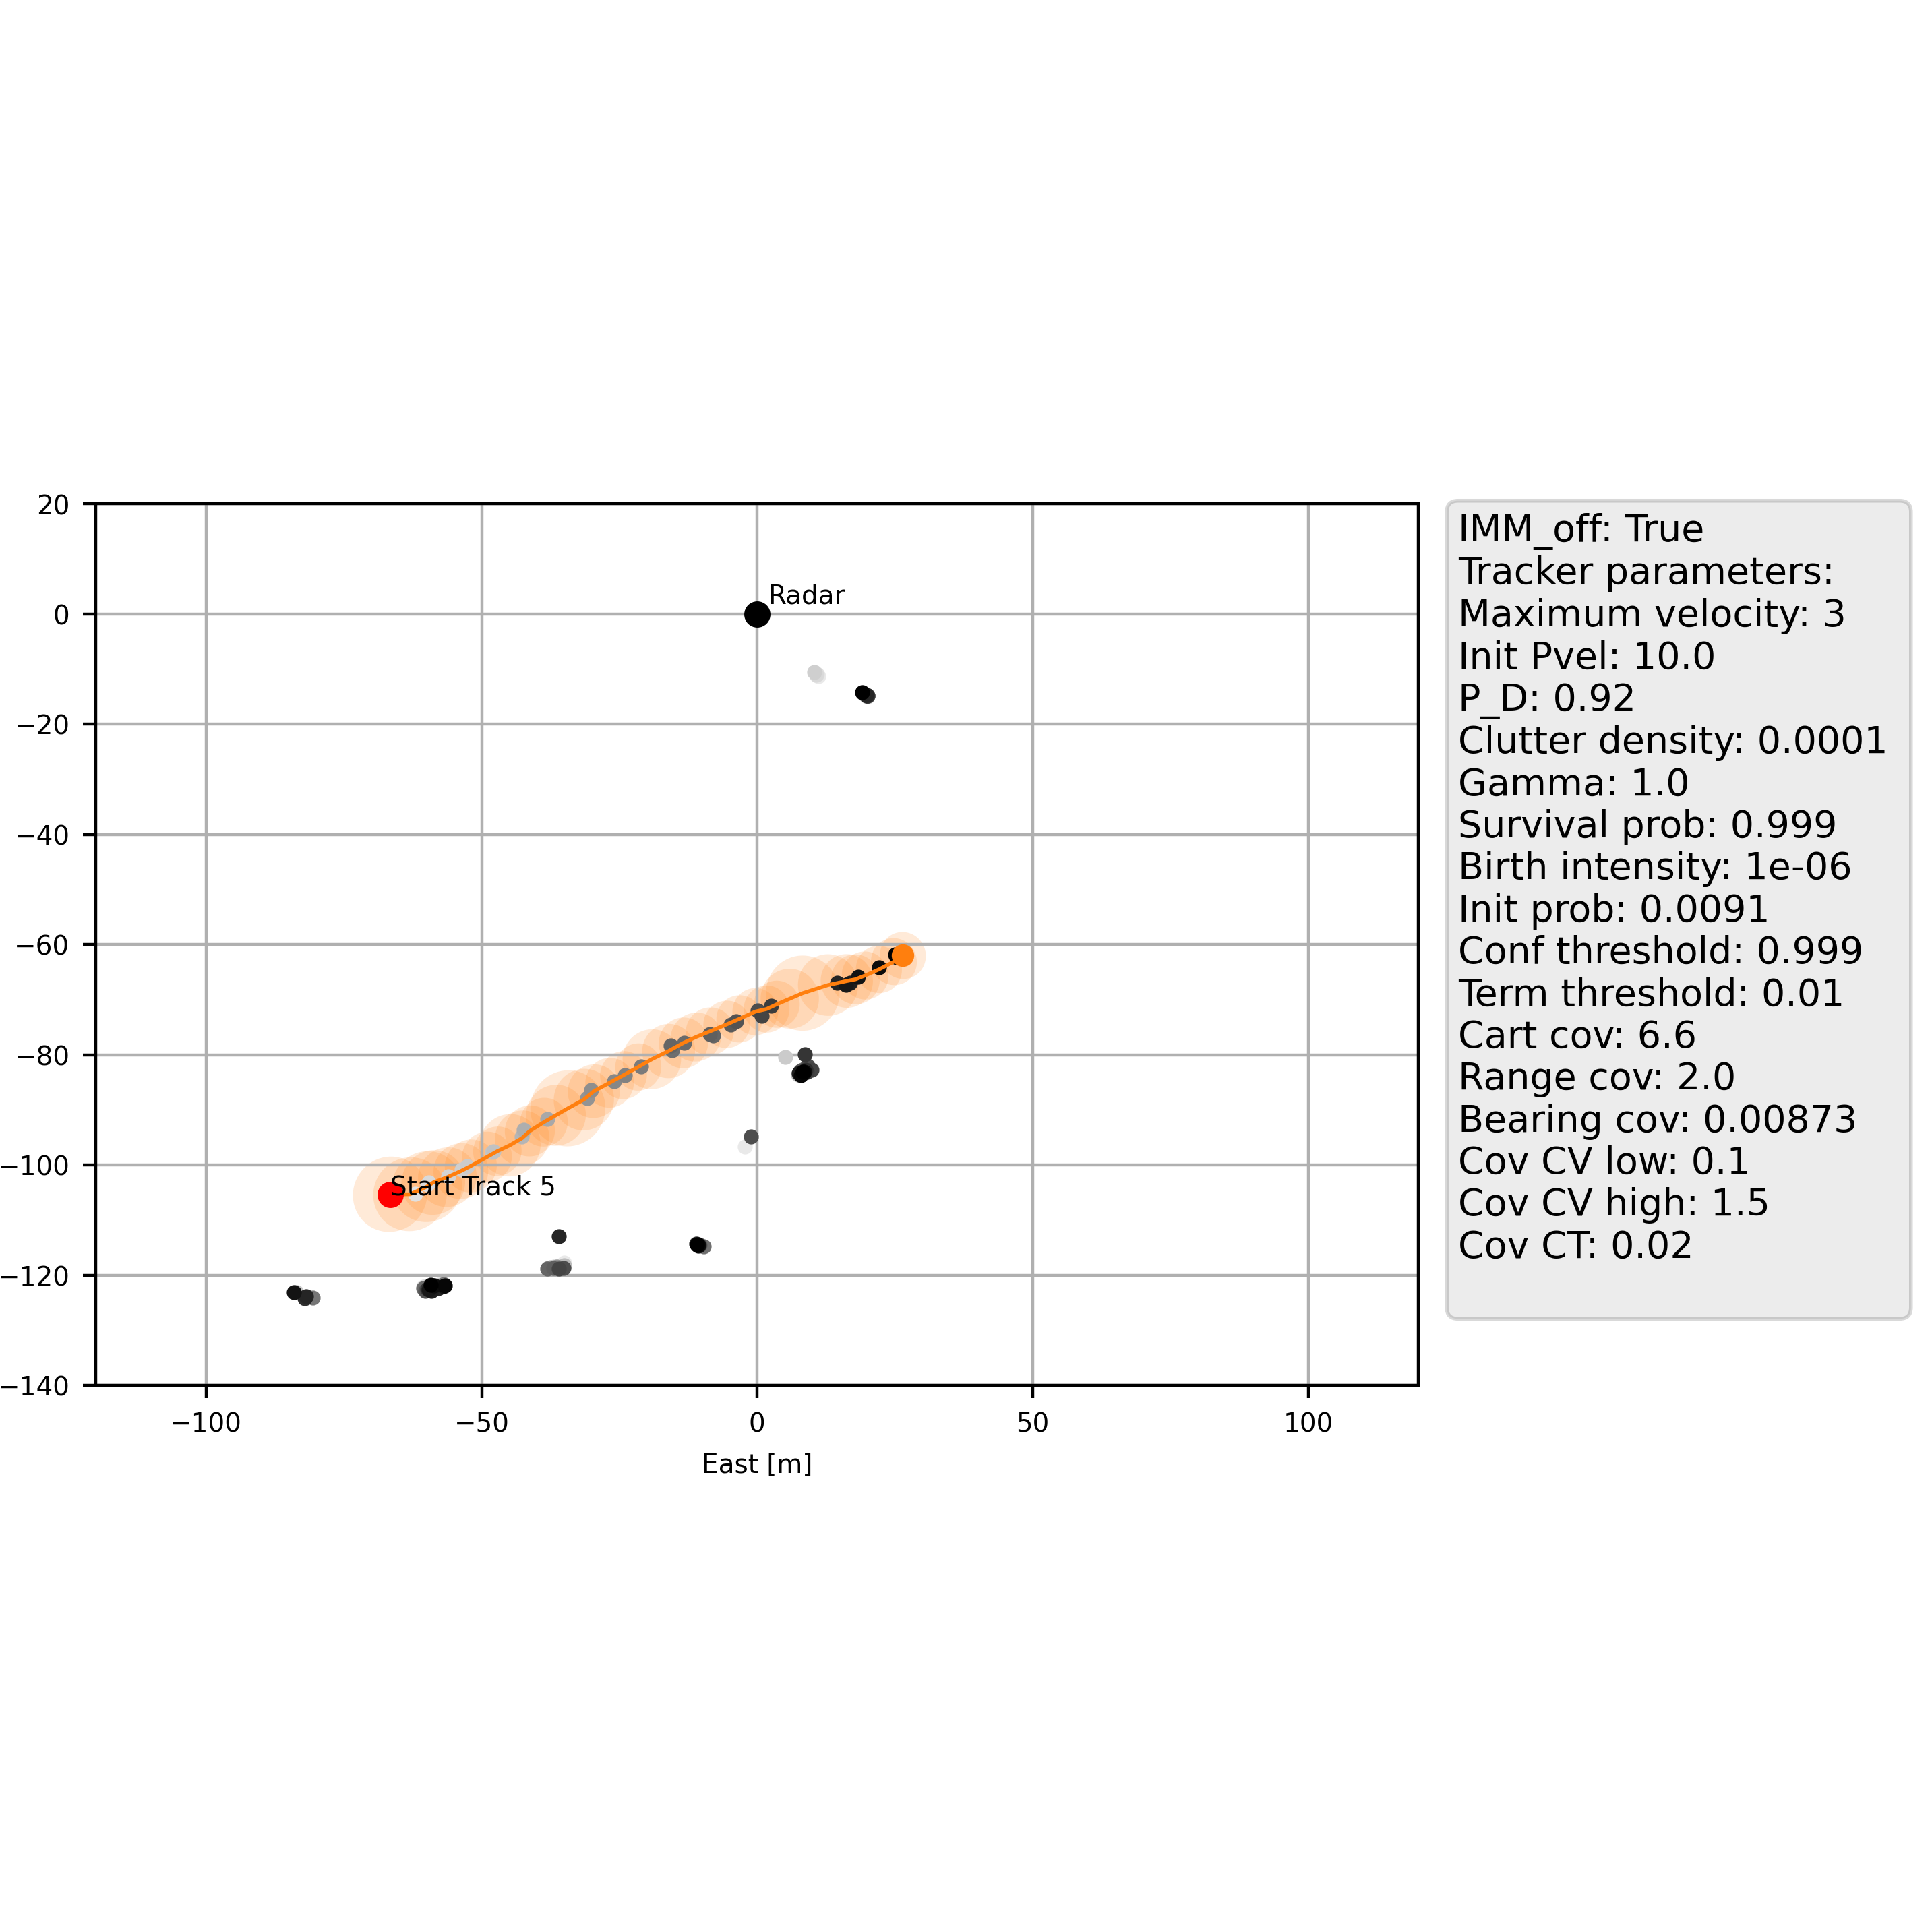 20
0
−20
−40
−60
−80
−100
−120
−140
−100
−50
0
50
100
East [m]
Radar
Start Track 5
IMM_off: True
Tracker parameters:
Maximum velocity: 3
Init Pvel: 10.0
P_D: 0.92
Clutter density: 0.0001
Gamma: 1.0
Survival prob: 0.999
Birth intensity: 1e-06
Init prob: 0.0091
Conf threshold: 0.999
Term threshold: 0.01
Cart cov: 6.6
Range cov: 2.0
Bearing cov: 0.00873
Cov CV low: 0.1
Cov CV high: 1.5
Cov CT: 0.02